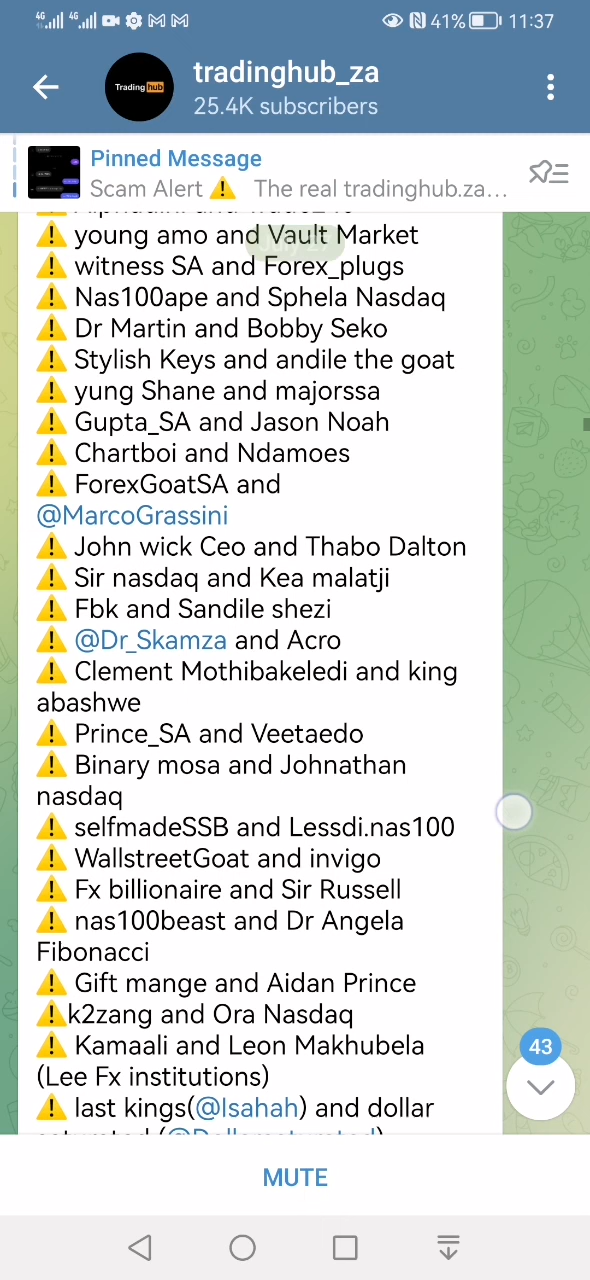 4G 4G 41% 11:37
Trading hub
tradinghub_za
25.4K subscribers
Pinned Message
Scam Alert ⚠️ The real tradinghub.za...
⚠️ young amo and Vault Market
⚠️ witness SA and Forex_plugs
⚠️ Nas100ape and Sphela Nasdaq
⚠️ Dr Martin and Bobby Seko
⚠️ Stylish Keys and andile the goat
⚠️ yung Shane and majorssa
⚠️ Gupta_SA and Jason Noah
⚠️ Chartboi and Ndamoes
⚠️ ForexGoatSA and
@MarcoGrassini
⚠️ John wick Ceo and Thabo Dalton
⚠️ Sir nasdaq and Kea malatji
⚠️ Fbk and Sandile shezi
⚠️ @Dr_Skamza and Acro
⚠️ Clement Mothibakeledi and king
abashwe
⚠️ Prince_SA and Veetaedo
⚠️ Binary mosa and Johnathan
nasdaq
⚠️ selfmadeSSB and Lessdi.nas100
⚠️ WallstreetGoat and invigo
⚠️ Fx billionaire and Sir Russell
⚠️ nas100beast and Dr Angela
Fibonacci
⚠️ Gift mange and Aidan Prince
⚠️k2zang and Ora Nasdaq
⚠️ Kamaali and Leon Makhubela
(Lee Fx institutions)
⚠️ last kings(@Isahah) and dollar
43
MUTE